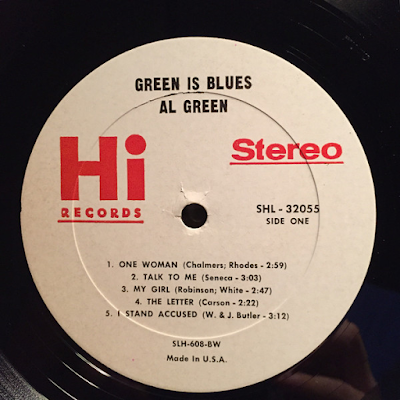 GREEN IS BLUES
AL GREEN
Hi
RECORDS
Stereo
SHL - 32055
SIDE ONE
1. ONE WOMAN (Chalmers; Rhodes - 2:59)
2. TALK TO ME (Seneca - 3:03)
3. MY GIRL (Robinson; White - 2:47)
4. THE LETTER (Carson - 2:22)
5. I STAND ACCUSED (W. & J. Butler - 3:12)
SLH-608-BW
Made In U.S.A.